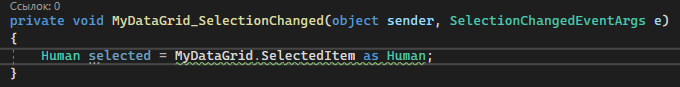 Ссылок: 0
private void MyDataGrid_SelectionChanged(object sender, SelectionChangedEventArgs e)
{
Human selected = MyDataGrid.SelectedItem as Human;
}